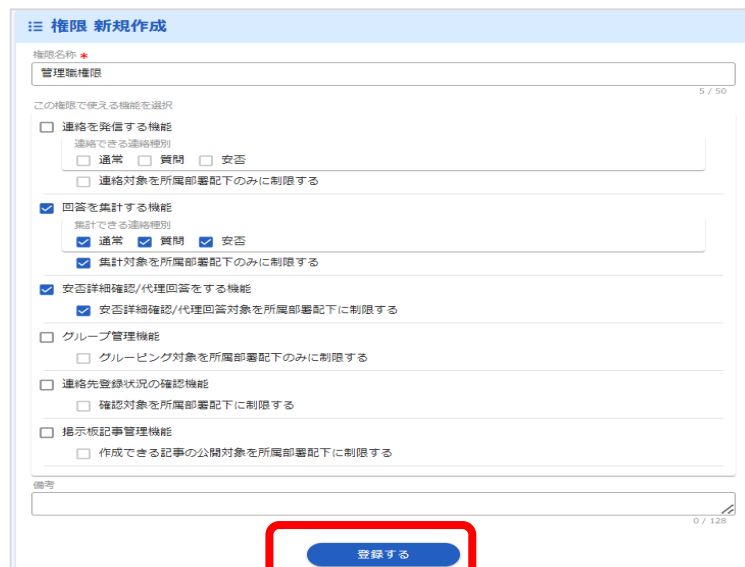 権限 新規作成
権限名称 *
管理職権限
5 / 50
この権限で使える機能を選択
連絡を発信する機能
連絡できる連絡種別
通常 質問 安否
連絡対象を所属部署配下のみに制限する
回答を集計する機能
集計できる連絡種別
通常 質問 安否
集計対象を所属部署配下のみに制限する
安否詳細確認/代理回答をする機能
安否詳細確認/代理回答対象を所属部署配下に制限する
グループ管理機能
グルーピング対象を所属部署配下のみに制限する
連絡先登録状況の確認機能
確認対象を所属部署配下に制限する
掲示板記事管理機能
作成できる記事の公開対象を所属部署配下に制限する
備考
0 / 128
登録する